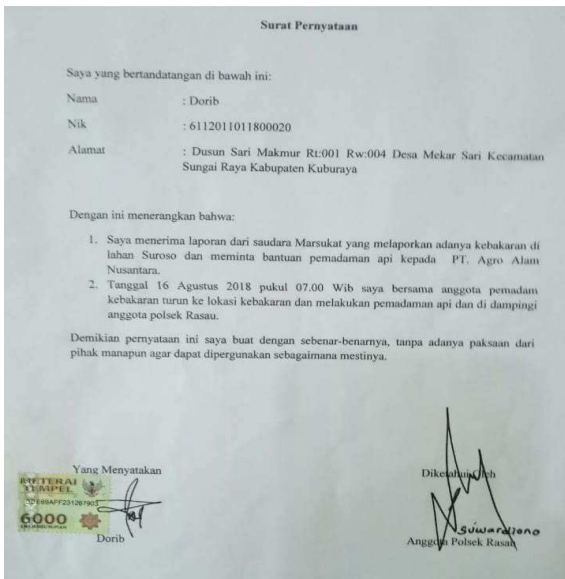 Surat Pernyataan
Saya yang bertandatangan di bawah ini:
Nama : Dorib
Nik : 6112011011800020
Alamat : Dusun Sari Makmur Rt:001 Rw:004 Desa Mekar Sari Kecamatan
Sungai Raya Kabupaten Kuburaya
Dengan ini menerangkan bahwa:
1. Saya menerima laporan dari saudara Marsukat yang melaporkan adanya kebakaran di
lahan Suroso dan meminta bantuan pemadaman api kepada PT. Agro Alam
Nusantara.
2. Tanggal 16 Agustus 2018 pukul 07.00 Wib saya bersama anggota pemadam
kebakaran turun ke lokasi kebakaran dan melakukan pemadaman api dan di dampingi
anggota polsek Rasau.
Demikian pernyataan ini saya buat dengan sebenar-benarnya, tanpa adanya paksaan dari
pihak manapun agar dapat dipergunakan sebagaimana mestinya.
Yang Menyatakan
METERAI
TEMPEL
6000
Dorib
Diketahui Oleh
Suwardjono
Anggota Polsek Rasau